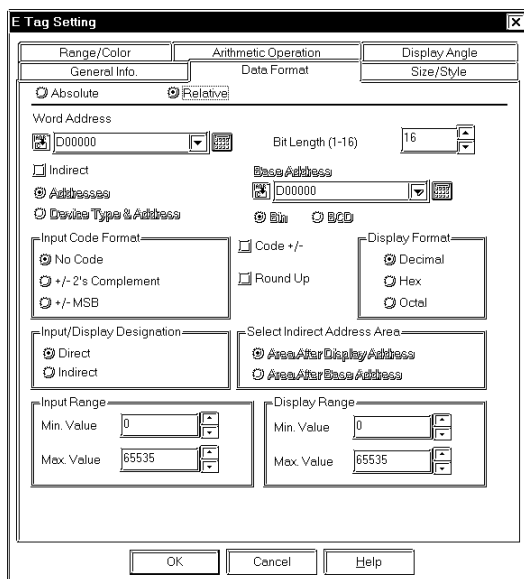 E Tag Setting
Range/Color Arithmetic Operation Display Angle
General Info. Data Format Size/Style
Absolute Relative
Word Address
D00000 Bit Length (1-16) 16
Indirect Base Address
Addresses D00000
Device Type & Address Bin BCD
Input Code Format Code +/- Display Format
No Code Decimal
+/- 2's Complement Round Up Hex
+/- MSB Octal
Input/Display Designation Select Indirect Address Area
Direct Area After Display Address
Indirect Area After Base Address
Input Range Display Range
Min. Value 0 Min. Value 0
Max. Value 65535 Max. Value 65535
OK Cancel Help